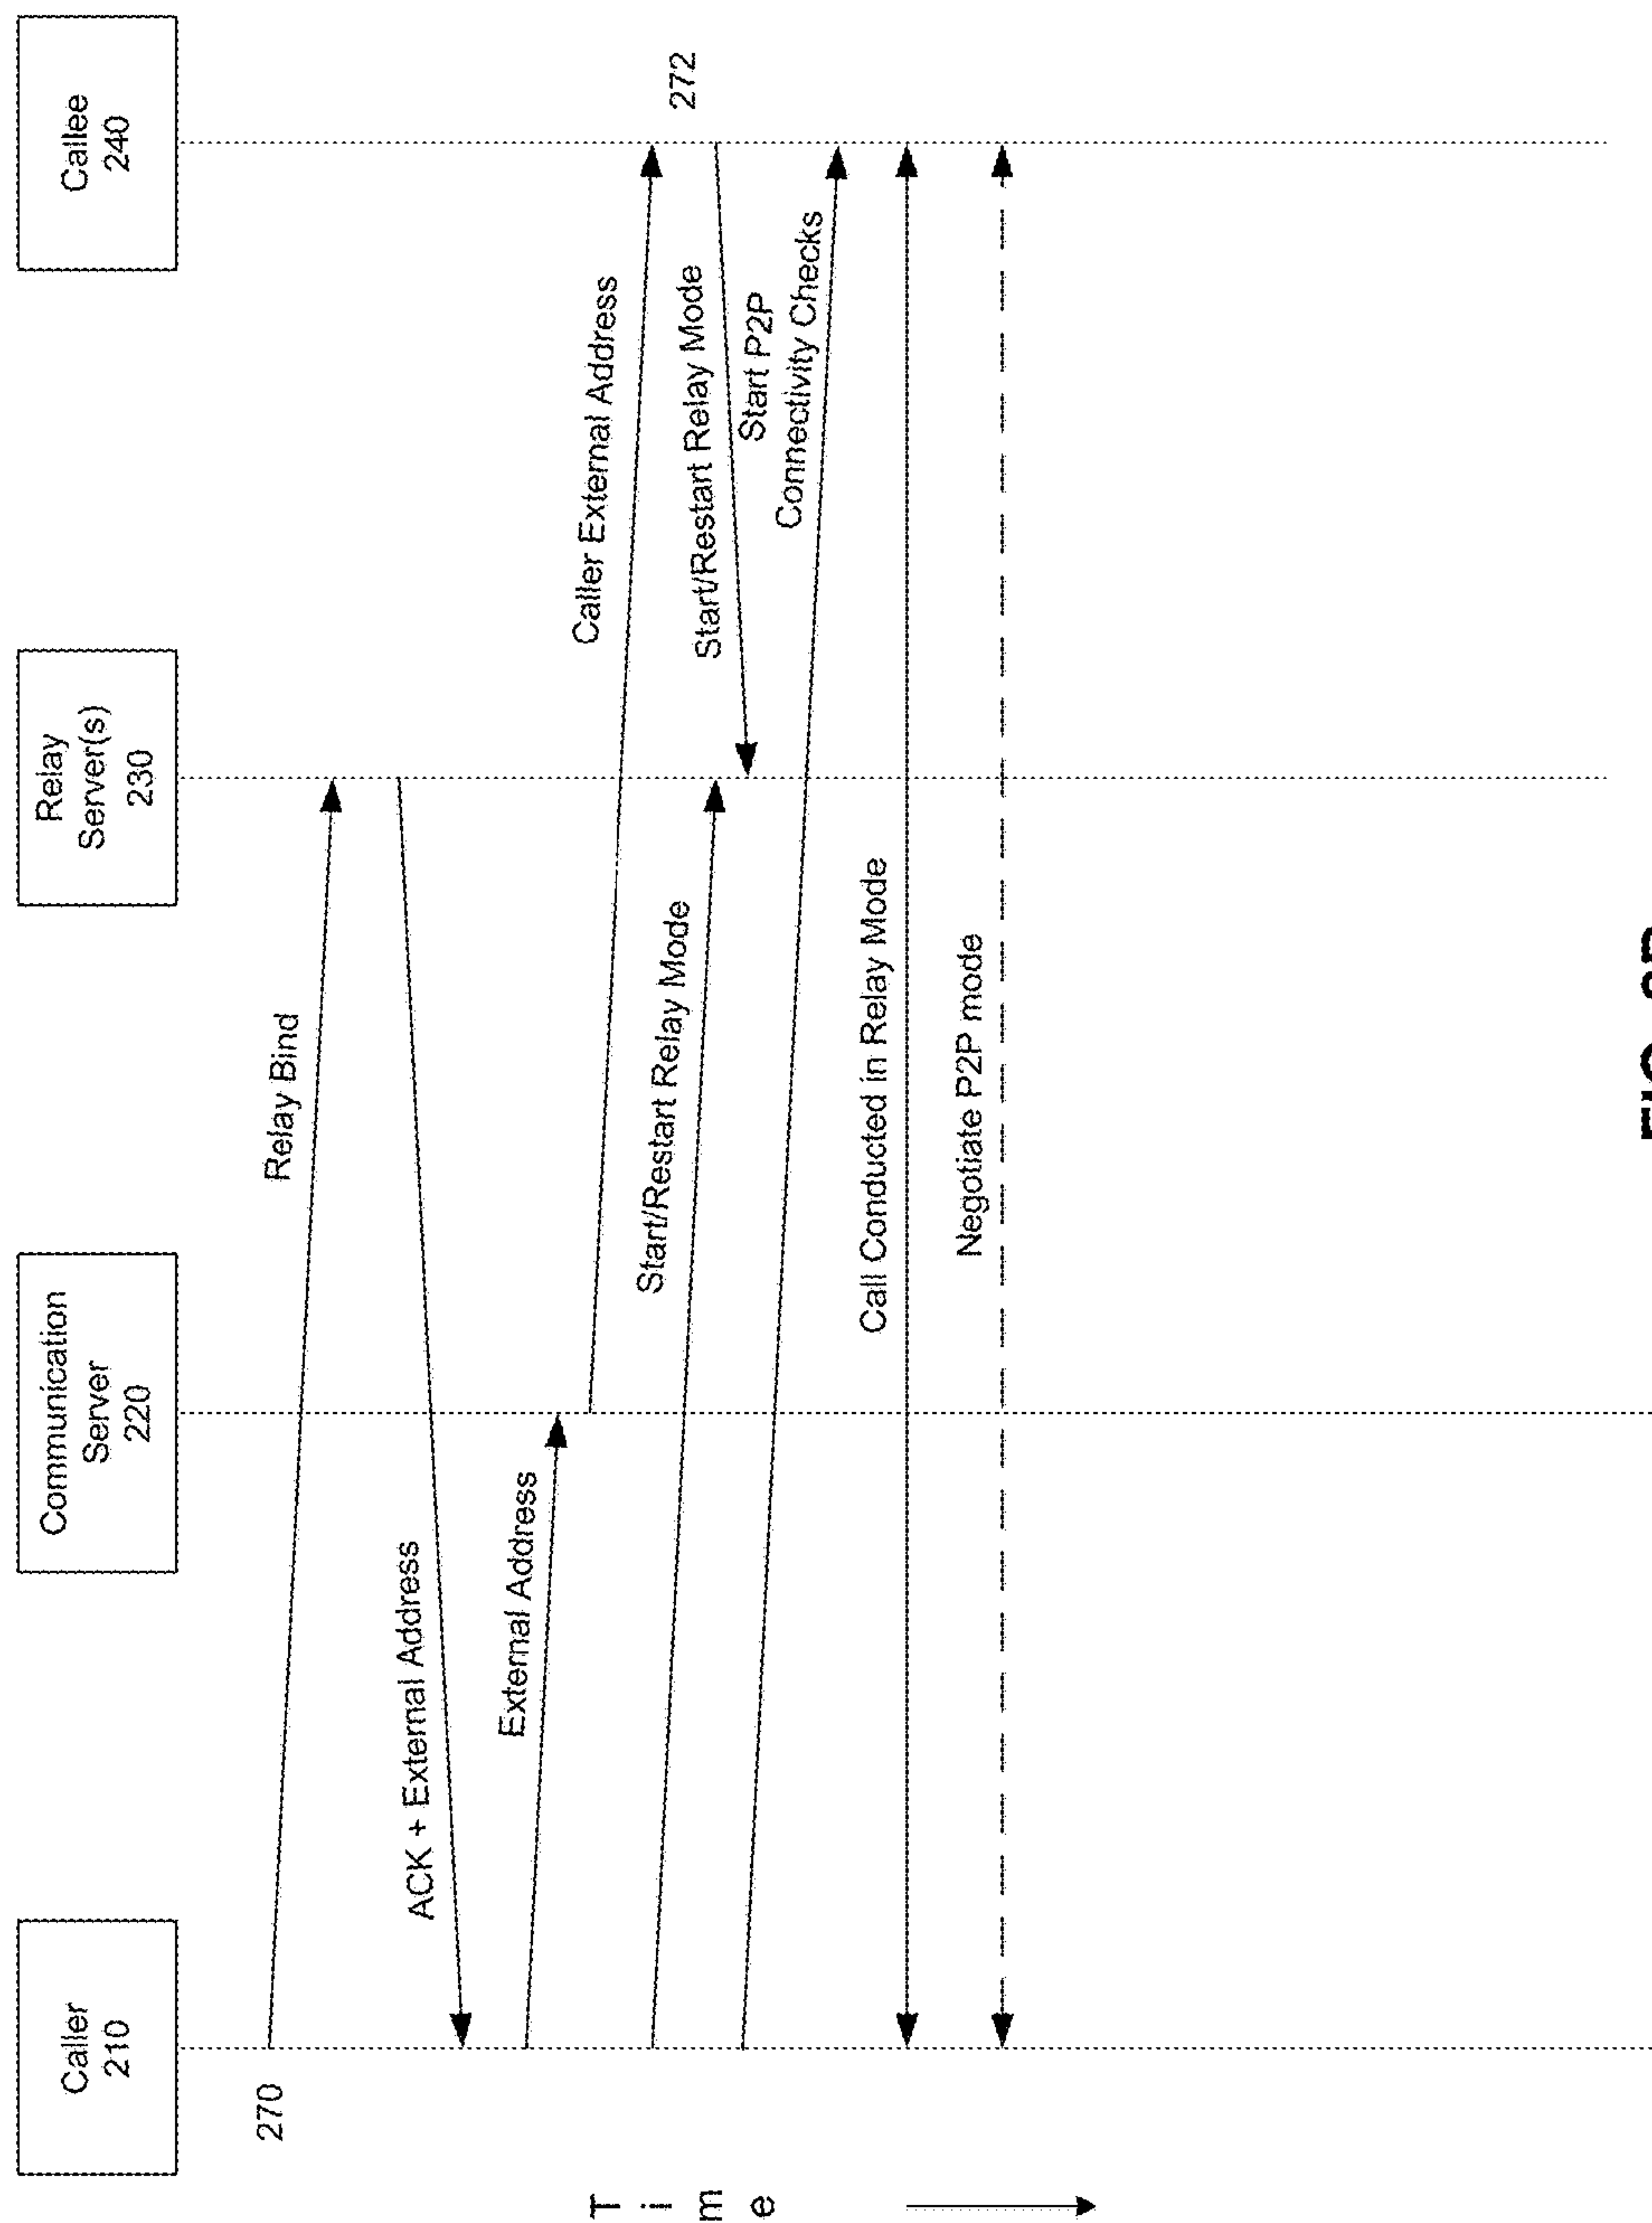 Caller
210
Communication
Server
220
Relay
Server(s)
230
Callee
240
270
Relay Bind
ACK + External Address
External Address
Caller External Address
272
Start/Restart Relay Mode
Start/Restart Relay Mode
Start P2P
Connectivity Checks
Call Conducted in Relay Mode
Negotiate P2P mode
T
i
m
e